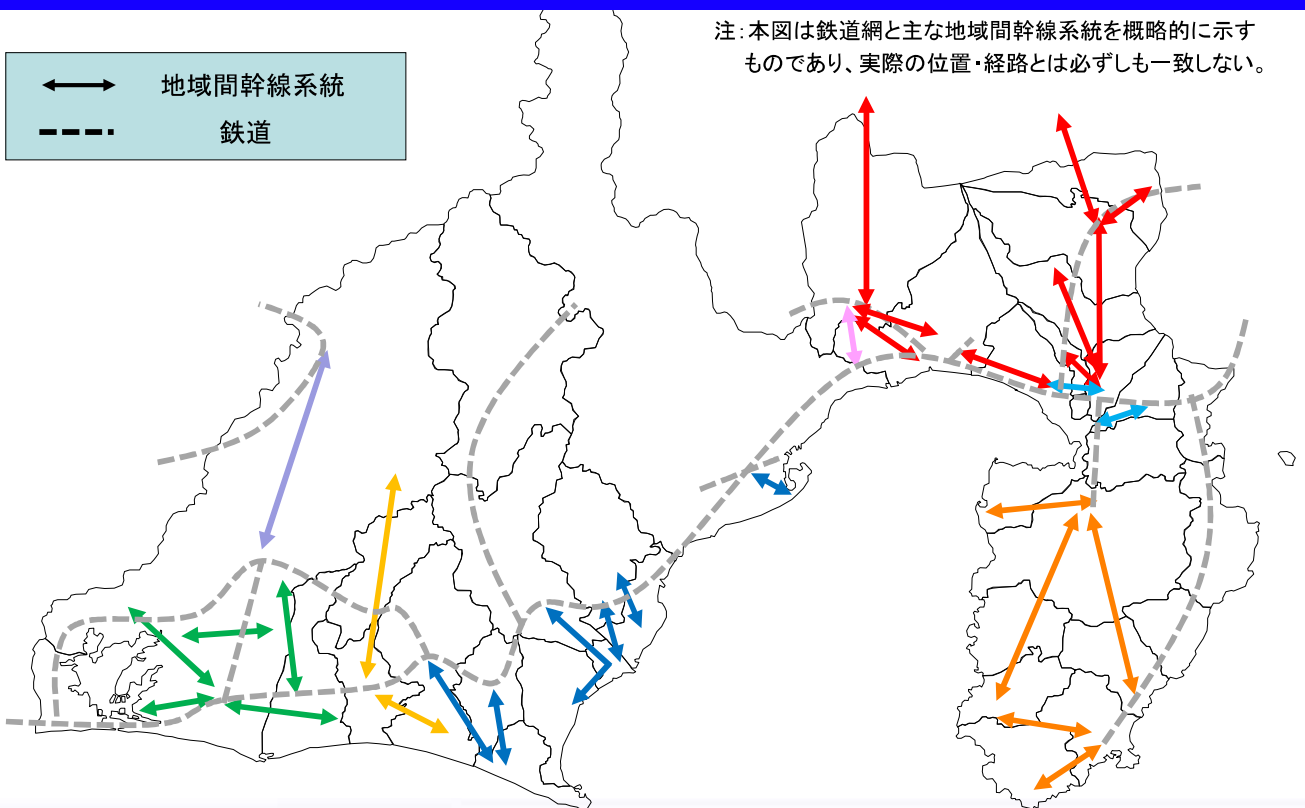 注：本図は鉄道網と主な地域間幹線系統を概略的に示す
ものであり、実際の位置・経路とは必ずしも一致しない。
地域間幹線系統
鉄道